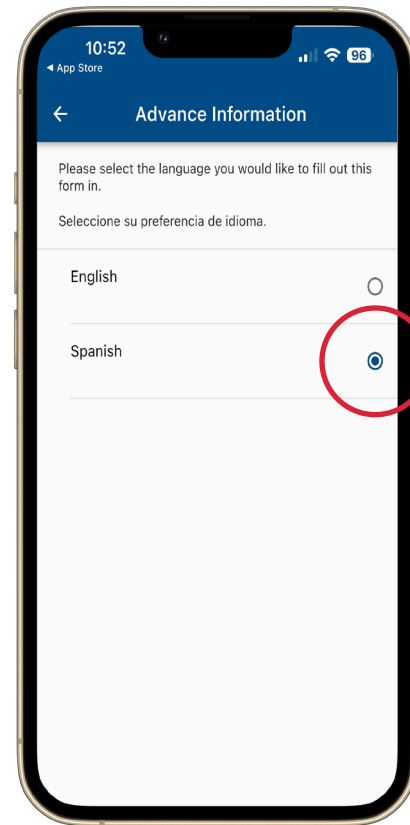 10:52
96
◀ App Store
Advance Information
Please select the language you would like to fill out this
form in.
Seleccione su preferencia de idioma.
English
Spanish